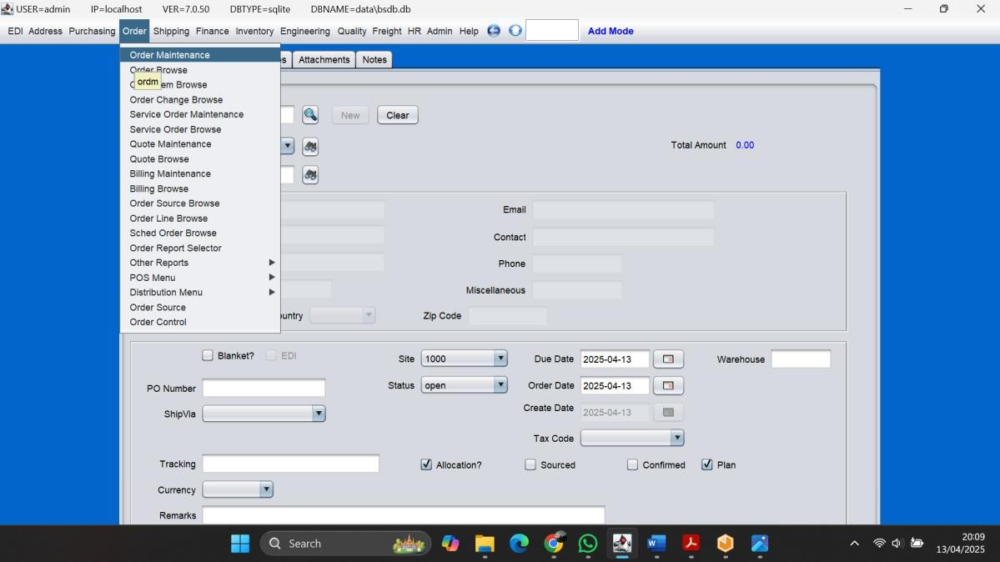 USER=admin IP=localhost VER=7.0.50 DBTYPE=sqlite DBNAME=data\bsdb.db
EDI Address Purchasing Order Shipping Finance Inventory Engineering Quality Freight HR Admin Help Add Mode
Order Maintenance
Attachments Notes
Order Browse
ordm
em Browse
Order Change Browse
Service Order Maintenance
New Clear
Service Order Browse
Quote Maintenance
Total Amount 0.00
Quote Browse
Billing Maintenance
Billing Browse
Order Source Browse
Email
Order Line Browse
Sched Order Browse
Contact
Order Report Selector
Other Reports
Phone
POS Menu
Distribution Menu
Miscellaneous
Order Source
Order Control
untry Zip Code
Blanket? EDI Site 1000 Due Date 2025-04-13 Warehouse
PO Number Status open Order Date 2025-04-13
ShipVia Create Date 2025-04-13
Tax Code
Tracking Allocation? Sourced Confirmed Plan
Currency
Remarks
Search
20:09
13/04/2025